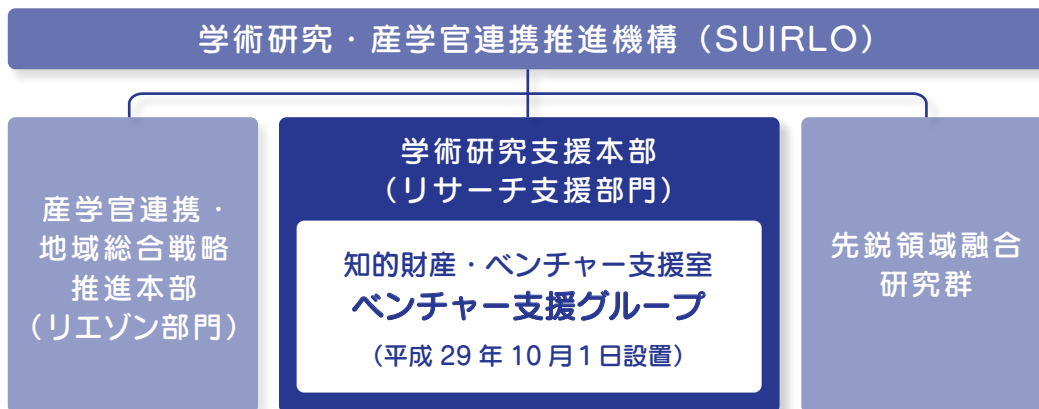 学術研究・産学官連携推進機構（SUIRLO）
産学官連携・
地域総合戦略
推進本部
（リエゾン部門）
学術研究支援本部
（リサーチ支援部門）
知的財産・ベンチャー支援室
ベンチャー支援グループ
（平成 29 年 10 月 1 日設置）
先鋭領域融合
研究群